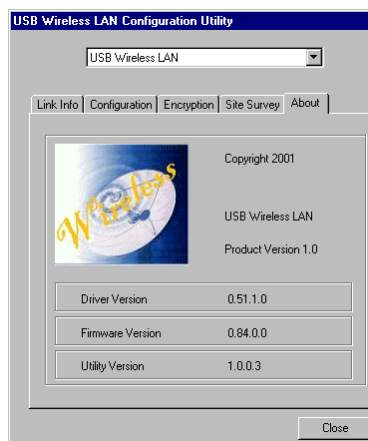 USB Wireless LAN Configuration Utility
USB Wireless LAN
Link Info Configuration Encryption Site Survey About
Wireless
Copyright 2001
USB Wireless LAN
Product Version 1.0
Driver Version 0.51.1.0
Firmware Version 0.84.0.0
Utility Version 1.0.0.3
Close